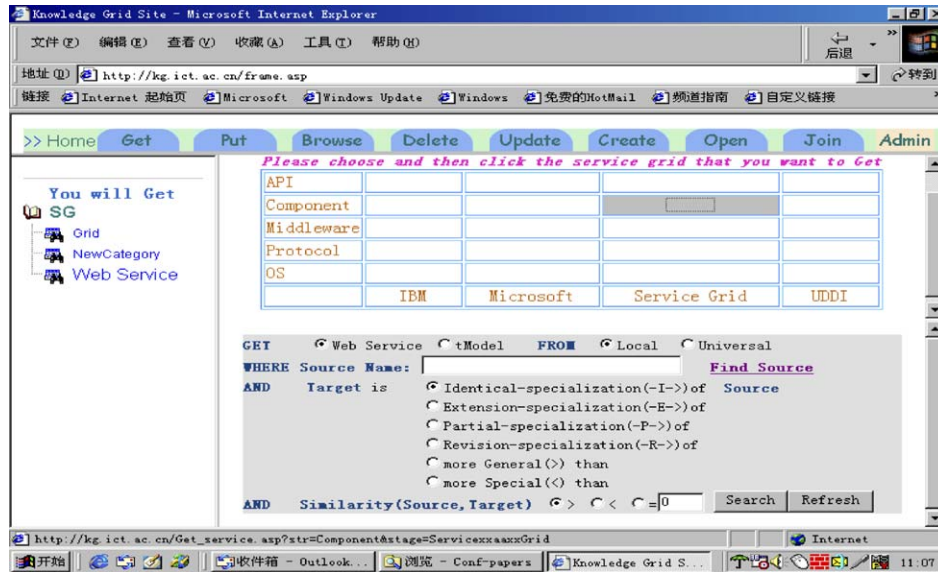 Knowledge Grid Site - Microsoft Internet Explorer
文件(F) 编辑(E) 查看(V) 收藏(A) 工具(T) 帮助(H) 后退
地址(D) http://kg.ict.ac.cn/frame.asp 转到
链接 Internet 起始页 Microsoft Windows Update Windows 免费的HotMail 频道指南 自定义链接
>> Home Get Put Browse Delete Update Create Open Join Admin
Please choose and then click the service grid that you want to Get
You will Get
SG
Grid
NewCategory
Web Service
API
Component
Middleware
Protocol
OS
IBM Microsoft Service Grid UDDI
GET Web Service tModel FROM Local Universal
WHERE Source Name: Find Source
AND Target is Identical-specialization(-I->)of Source
Extension-specialization(-E->)of
Partial-specialization(-P->)of
Revision-specialization(-R->)of
more General(>) than
more Special(<) than
AND Similarity(Source,Target) > < = 0 Search Refresh
http://kg.ict.ac.cn/Get_service.asp?str=Component&stage=ServicexxaaxxGrid Internet
开始 收件箱 - Outlook... 浏览 - Conf-papers Knowledge Grid S... 11:07